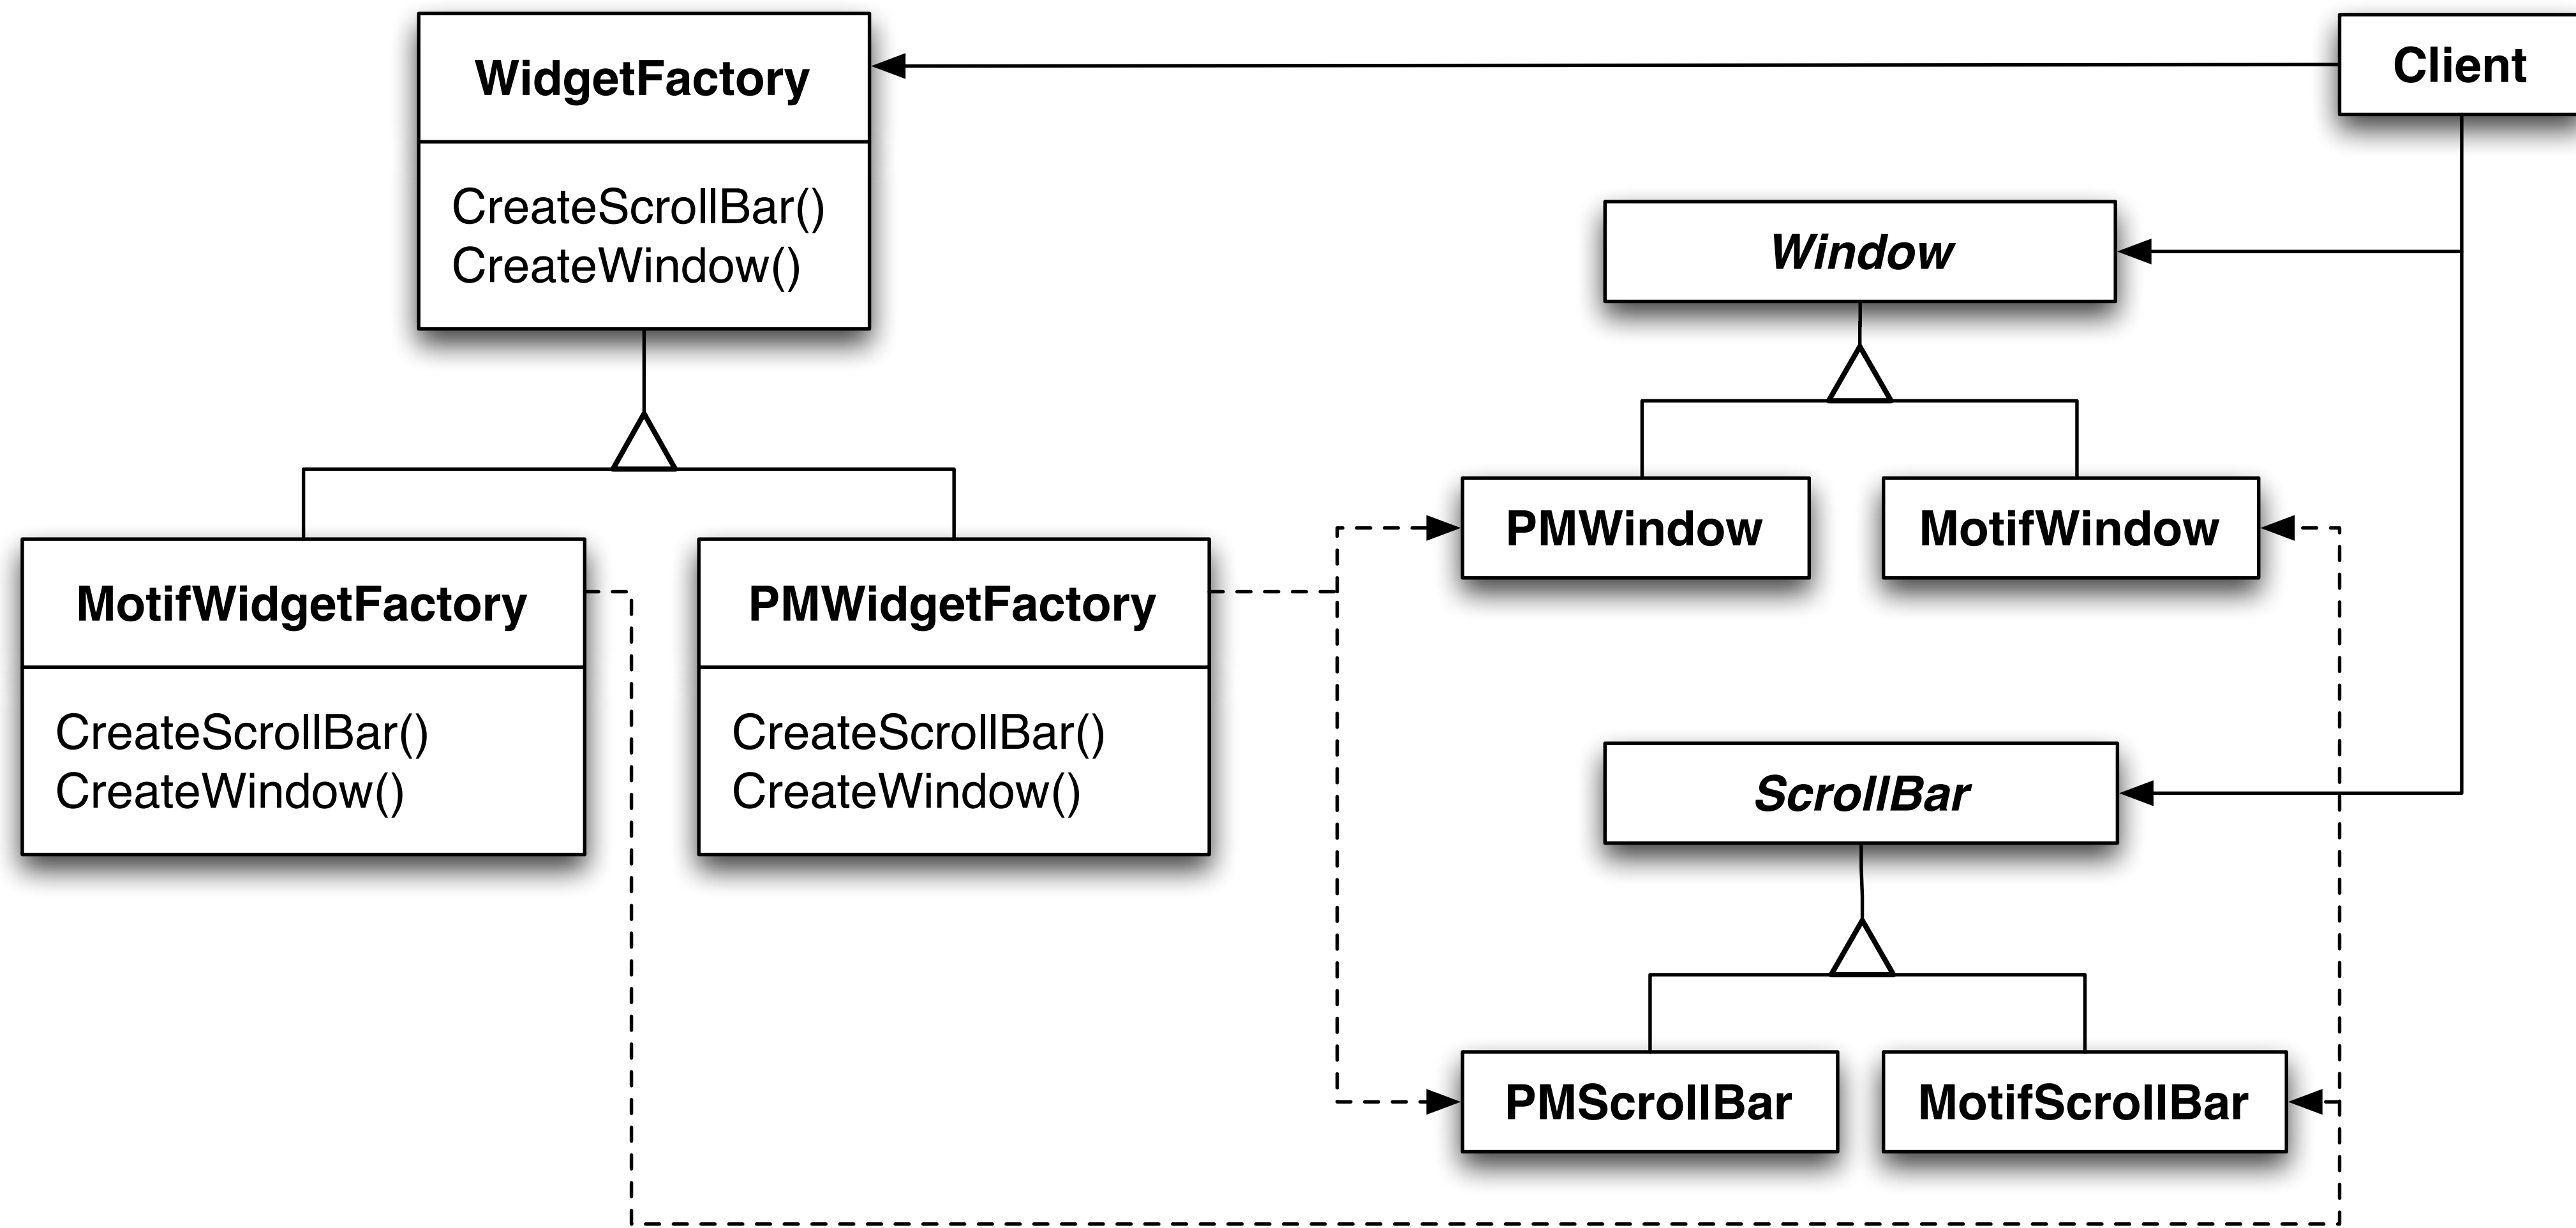 WidgetFactory
CreateScrollBar()
CreateWindow()
Client
Window
PMWindow
MotifWindow
MotifWidgetFactory
CreateScrollBar()
CreateWindow()
PMWidgetFactory
CreateScrollBar()
CreateWindow()
ScrollBar
PMScrollBar
MotifScrollBar